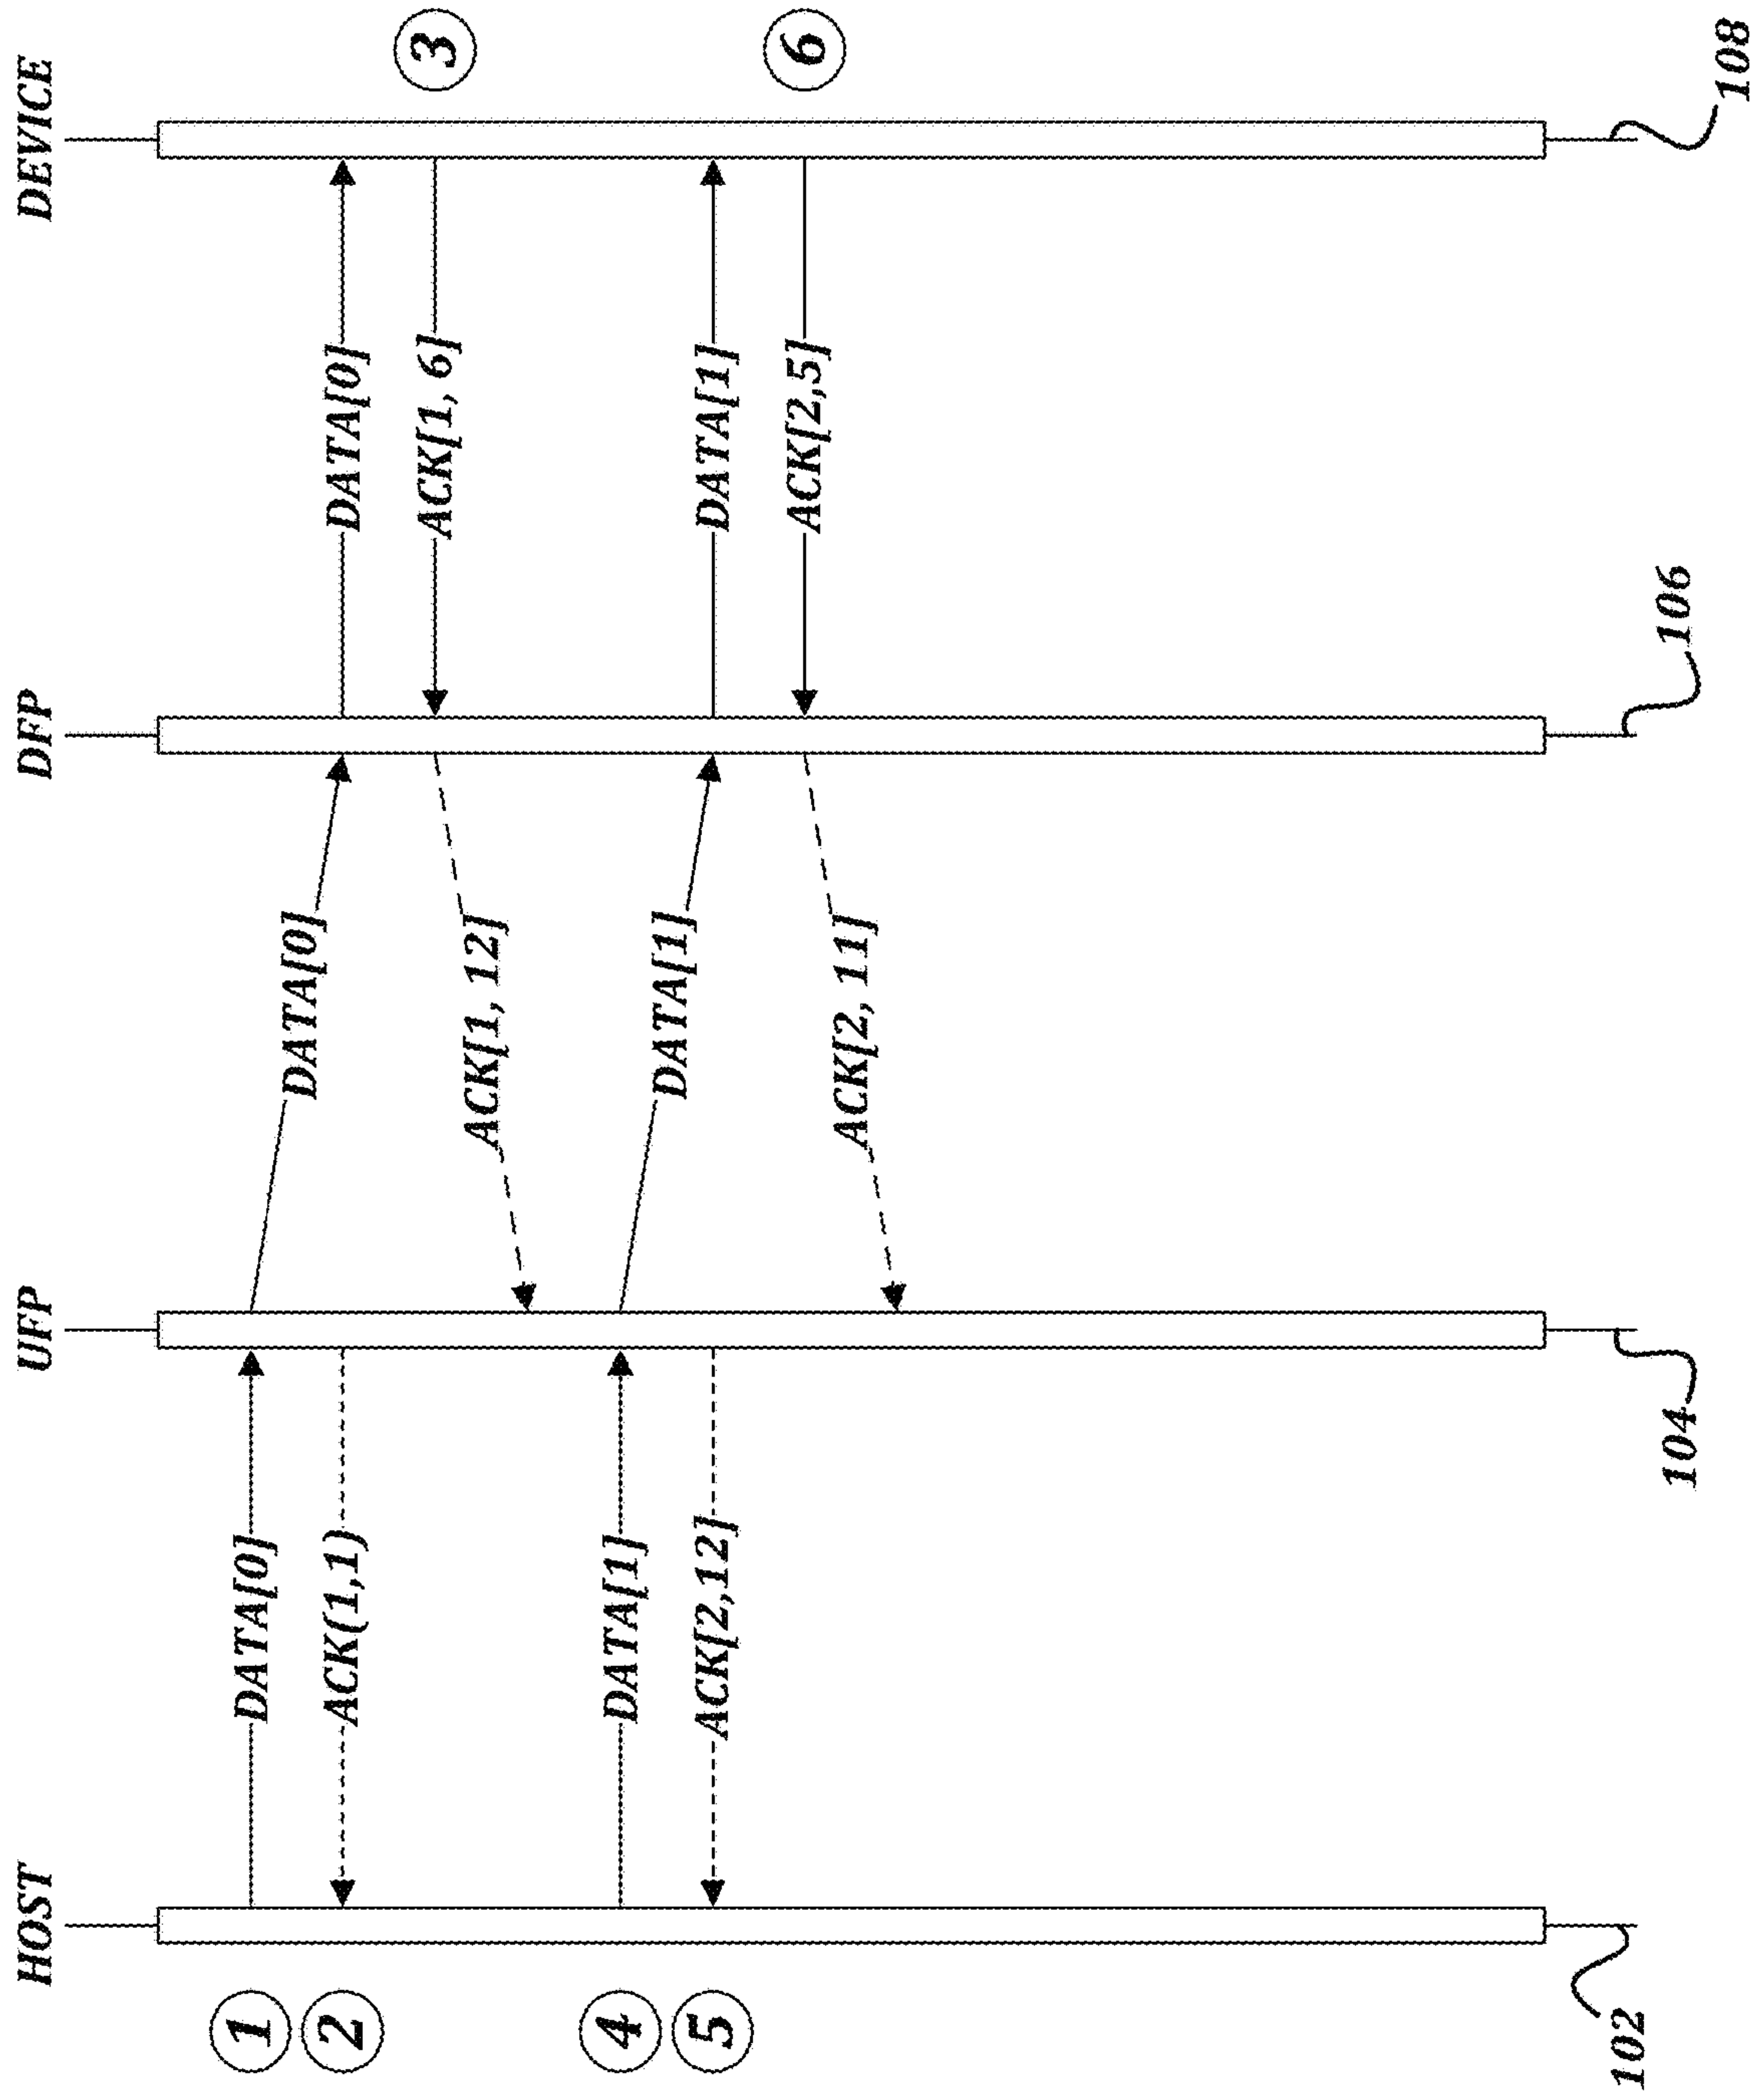 HOST UFP DFP DEVICE
1 DATA[0]
DATA[0]
2 ACK(1,1) DATA[0]
ACK[1, 12]
ACK[1, 6] 3
4 DATA[1]
DATA[1]
5 ACK[2,12] DATA[1]
ACK[2, 11]
ACK[2,5] 6
102 104 106 108